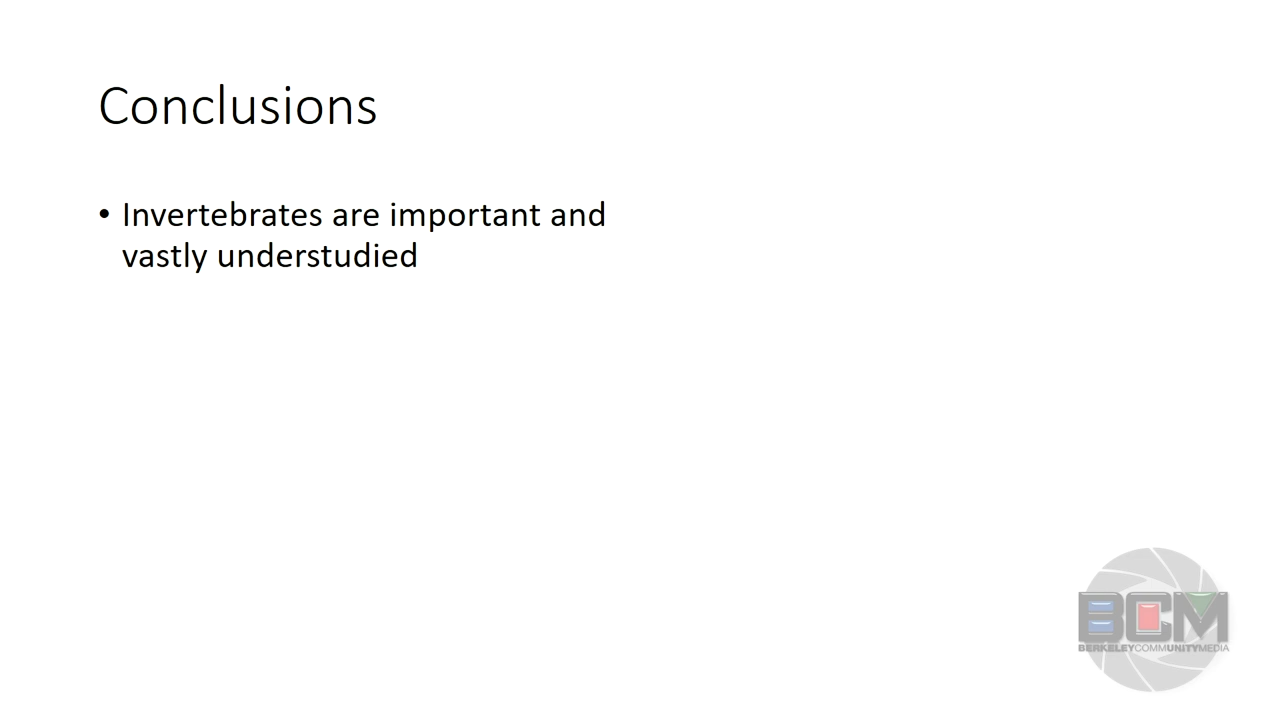 Conclusions
• Invertebrates are important and
vastly understudied
BCM
BERKELEYCOMMUNITYMEDIA